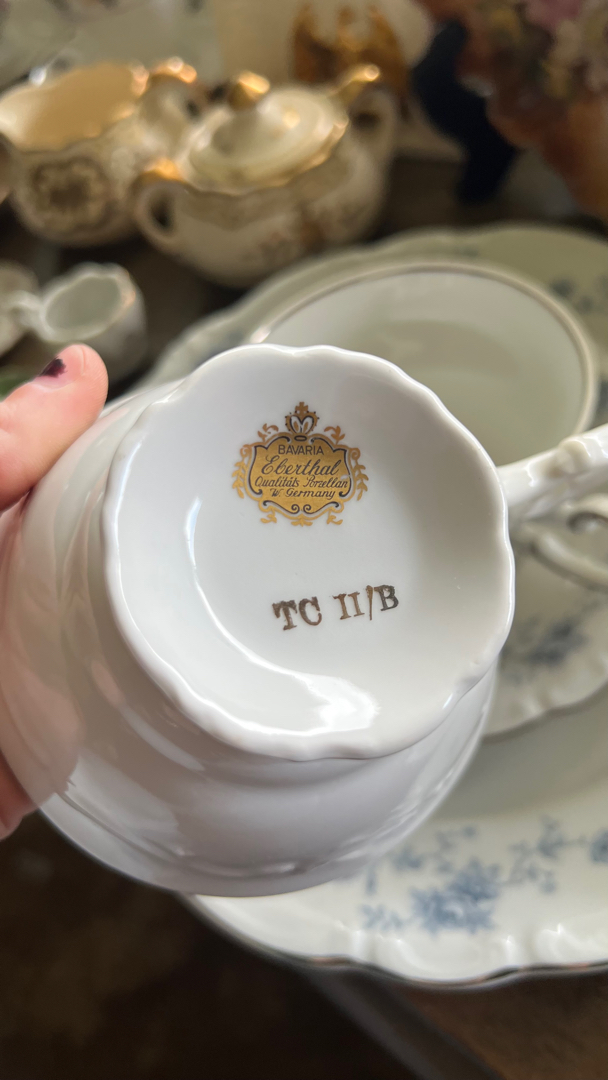 BAVARIA
Eberthal
Qualitäts Porzellan
W. Germany
TC II/B